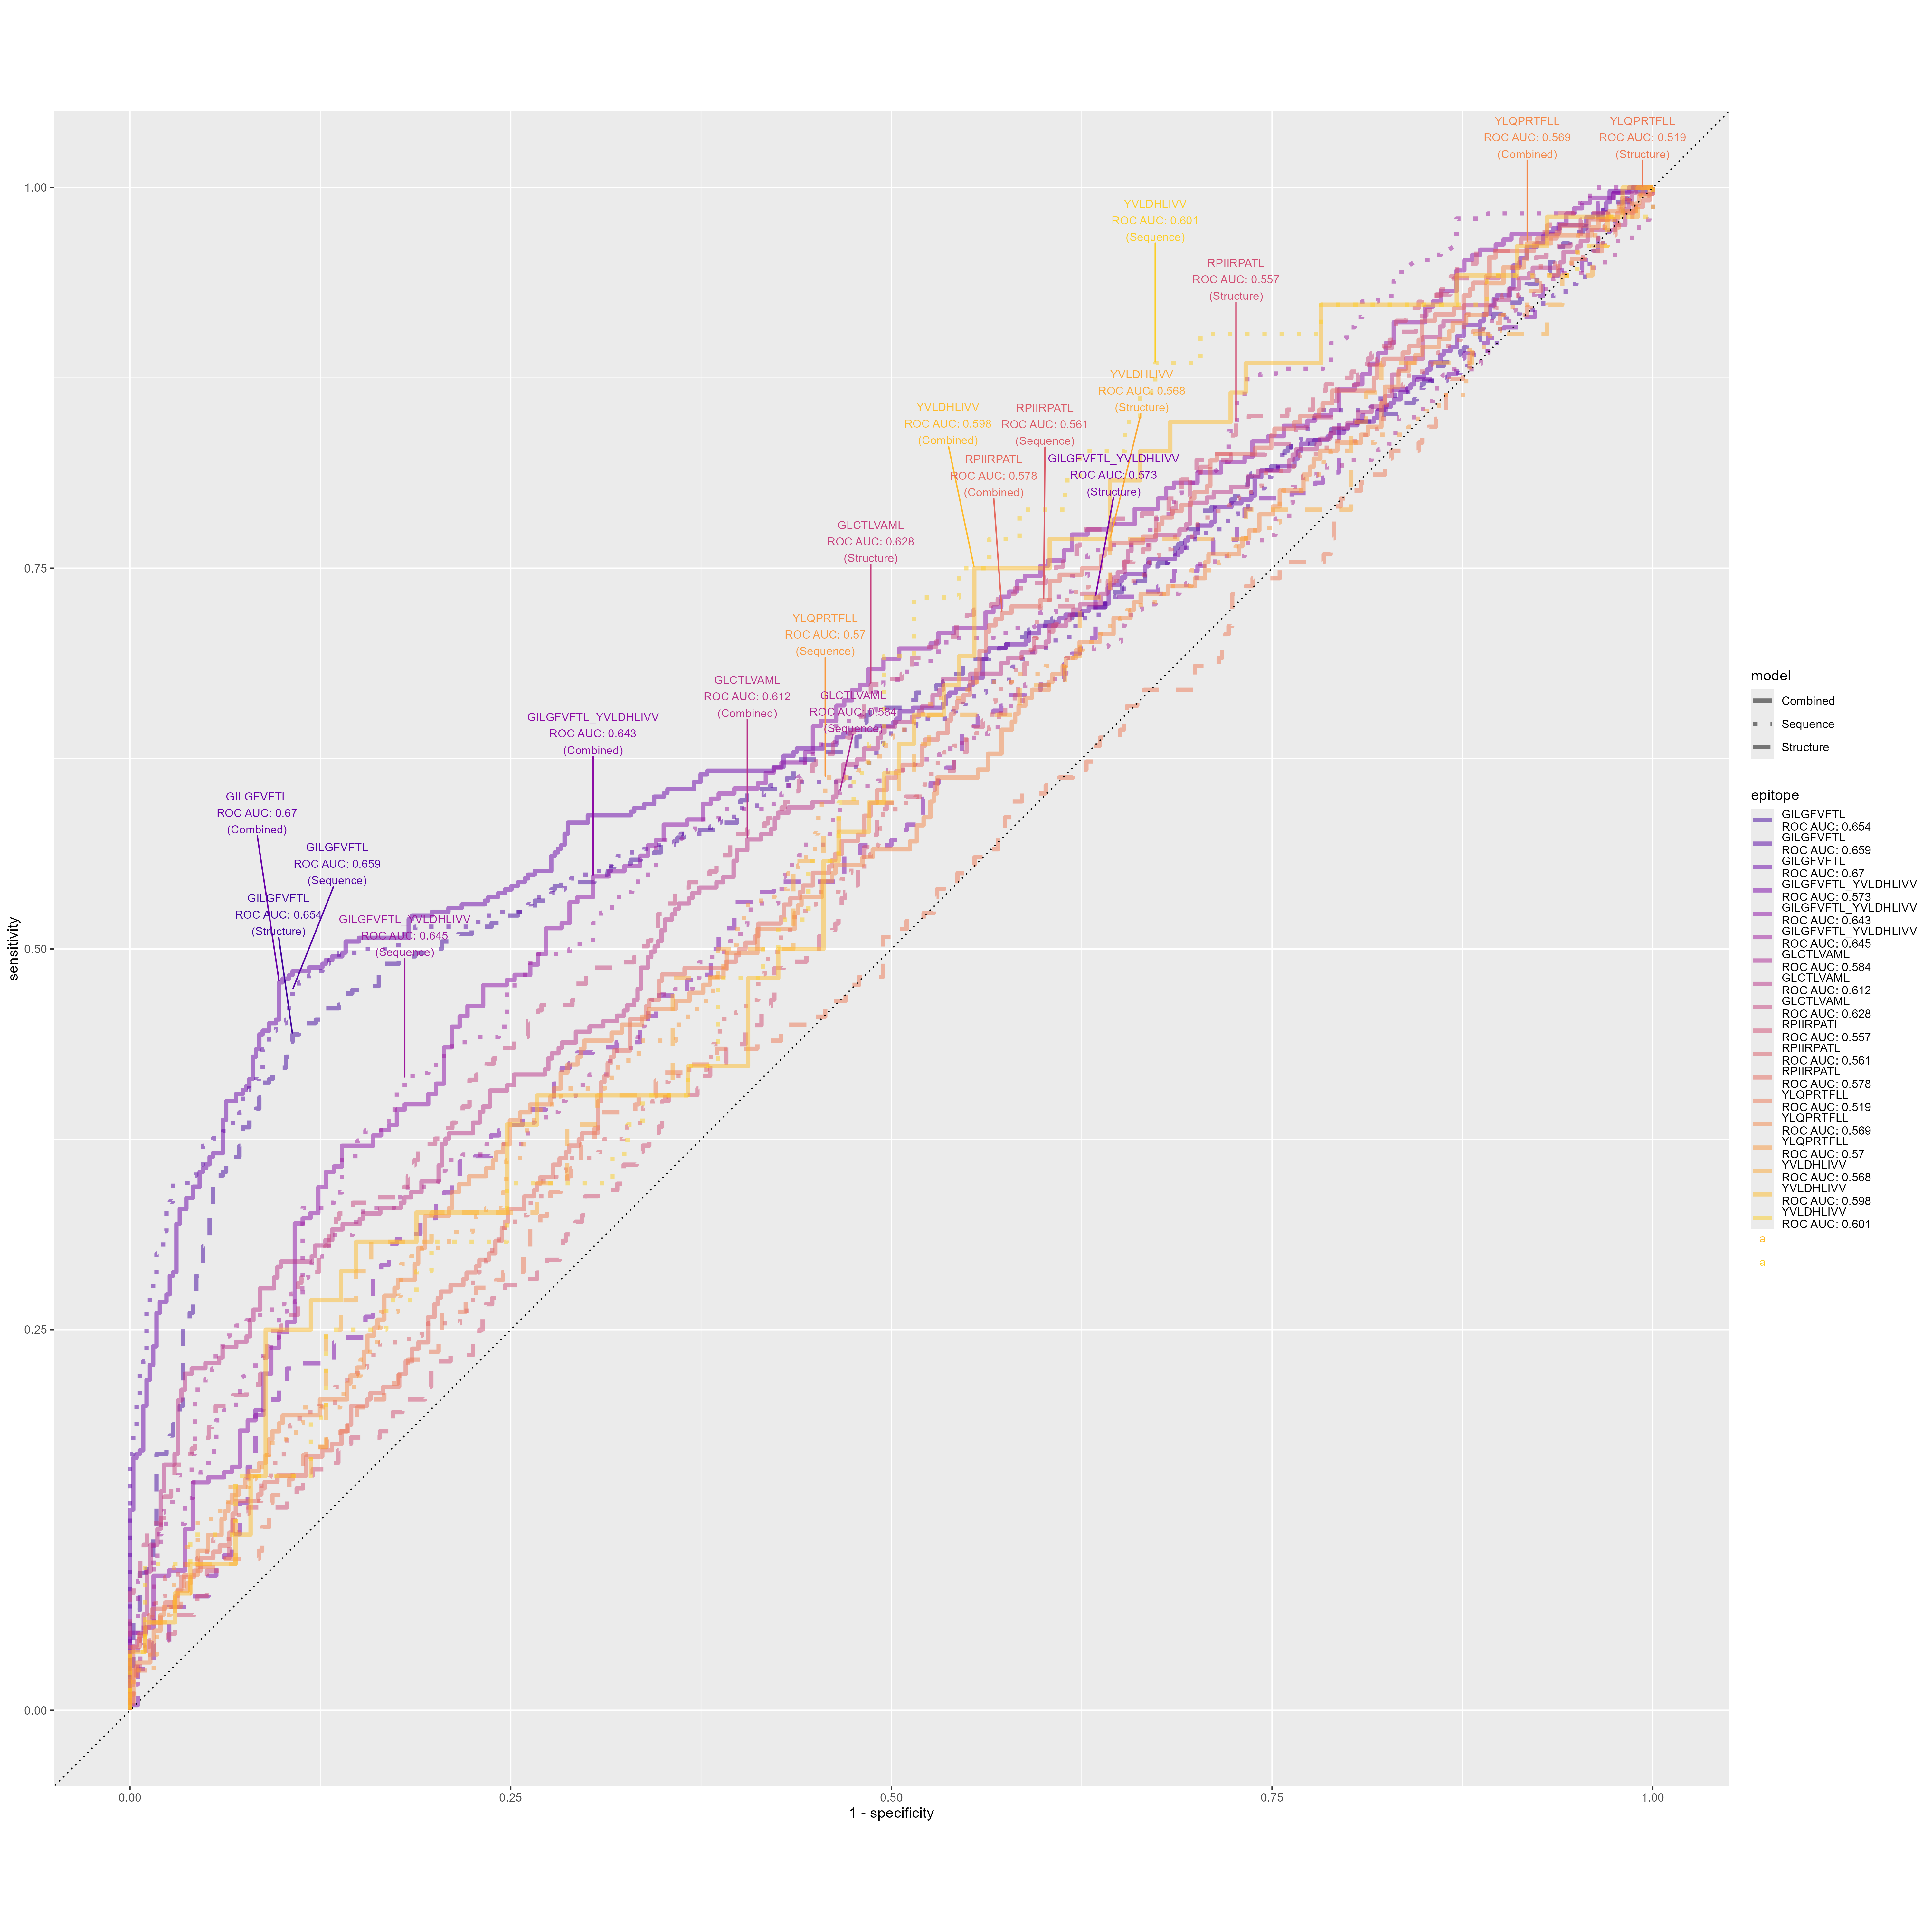 YLQPRTFLL
ROC AUC: 0.569
(Combined)
YLQPRTFLL
ROC AUC: 0.519
(Structure)
YVLDHLIVV
ROC AUC: 0.601
(Sequence)
RPIIRPATL
ROC AUC: 0.557
(Structure)
YVLDHLIVV
ROC AUC: 0.568
(Structure)
YVLDHLIVV
ROC AUC: 0.598
(Combined)
RPIIRPATL
ROC AUC: 0.561
(Sequence)
RPIIRPATL
ROC AUC: 0.578
(Combined)
GILGFVFTL_YVLDHLIVV
ROC AUC: 0.573
(Structure)
GLCTLVAML
ROC AUC: 0.628
(Structure)
YLQPRTFLL
ROC AUC: 0.57
(Sequence)
GLCTLVAML
ROC AUC: 0.612
(Combined)
GLCTLVAML
ROC AUC: 0.584
(Sequence)
GILGFVFTL_YVLDHLIVV
ROC AUC: 0.643
(Combined)
GILGFVFTL
ROC AUC: 0.67
(Combined)
GILGFVFTL
ROC AUC: 0.659
(Sequence)
GILGFVFTL
ROC AUC: 0.654
(Structure)
GILGFVFTL_YVLDHLIVV
ROC AUC: 0.645
(Sequence)
1.00
0.75
0.50
0.25
0.00
sensitivity
0.00
0.25
0.50
0.75
1.00
1 - specificity
model
Combined
Sequence
Structure
epitope
GILGFVFTL
ROC AUC: 0.654
GILGFVFTL
ROC AUC: 0.659
GILGFVFTL
ROC AUC: 0.67
GILGFVFTL_YVLDHLIVV
ROC AUC: 0.573
GILGFVFTL_YVLDHLIVV
ROC AUC: 0.643
GILGFVFTL_YVLDHLIVV
ROC AUC: 0.645
GLCTLVAML
ROC AUC: 0.584
GLCTLVAML
ROC AUC: 0.612
GLCTLVAML
ROC AUC: 0.628
RPIIRPATL
ROC AUC: 0.557
RPIIRPATL
ROC AUC: 0.561
RPIIRPATL
ROC AUC: 0.578
YLQPRTFLL
ROC AUC: 0.519
YLQPRTFLL
ROC AUC: 0.569
YLQPRTFLL
ROC AUC: 0.57
YVLDHLIVV
ROC AUC: 0.568
YVLDHLIVV
ROC AUC: 0.598
YVLDHLIVV
ROC AUC: 0.601
a
a